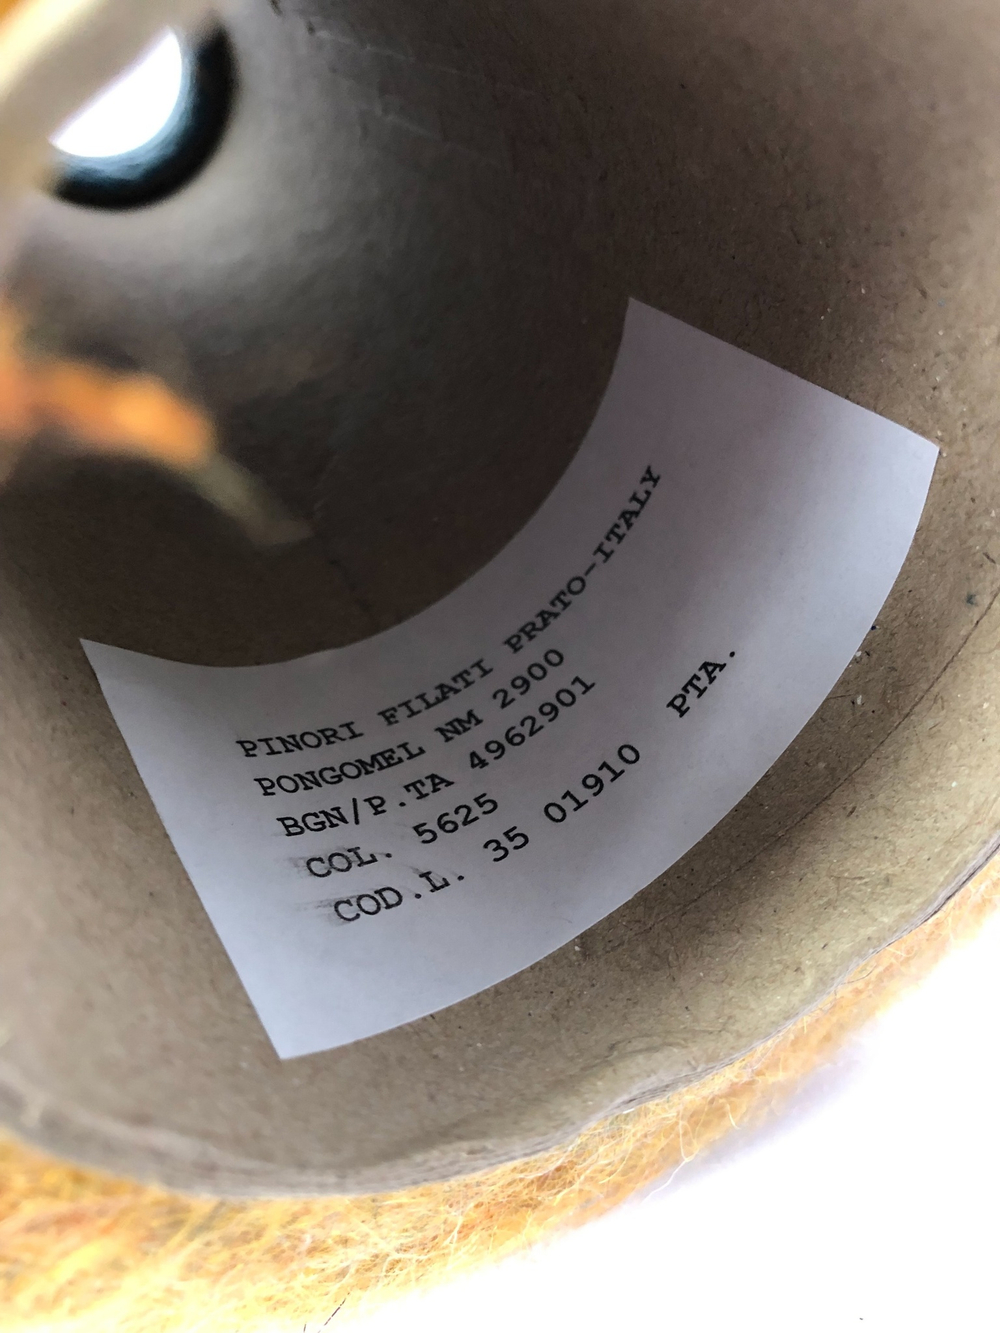 PINORI FILATI PRATO-ITALY
PONGOMEL NM 2900
BGN/P.TA 4962901
COL. 5625
COD.L. 35 01910 PTA.